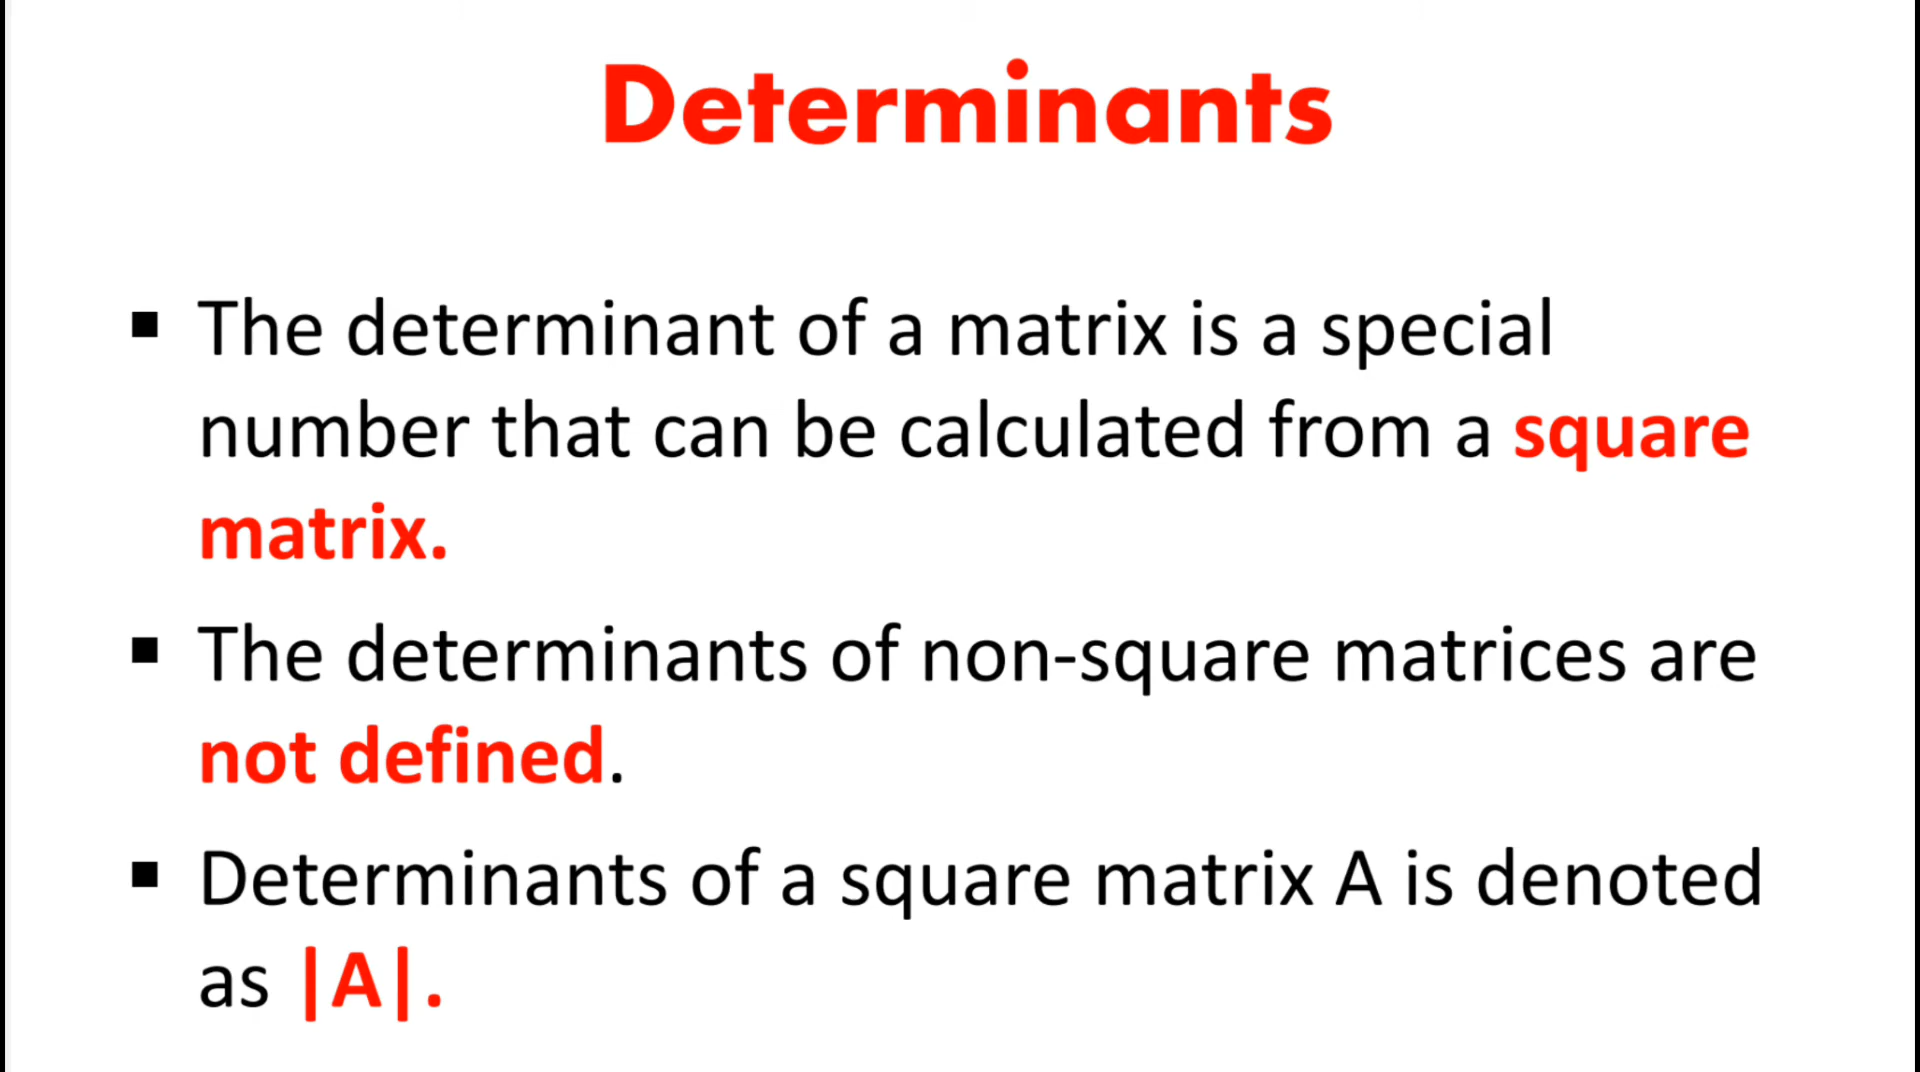 Determinants
▪ The determinant of a matrix is a special
number that can be calculated from a square
matrix.
▪ The determinants of non-square matrices are
not defined.
▪ Determinants of a square matrix A is denoted
as |A|.